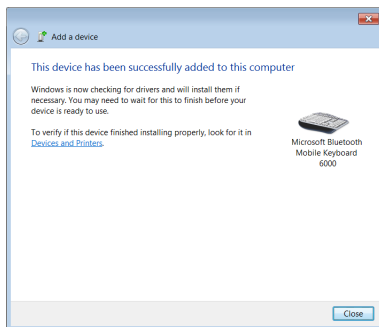 Add a device
This device has been successfully added to this computer
Windows is now checking for drivers and will install them if
necessary. You may need to wait for this to finish before your
device is ready to use.
To verify if this device finished installing properly, look for it in
Devices and Printers.
Microsoft Bluetooth
Mobile Keyboard
6000
Close